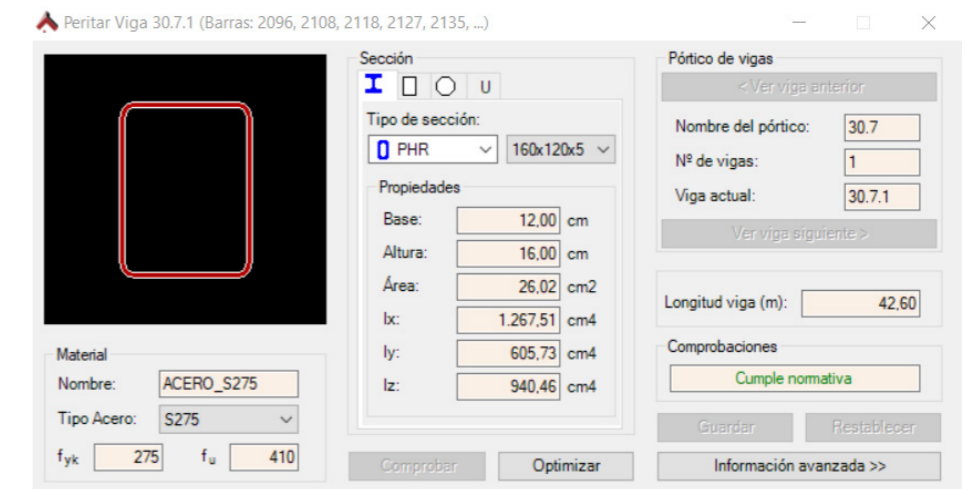 Peritar Viga 30.7.1 (Barras: 2096, 2108, 2118, 2127, 2135, ...)
Sección
U
Tipo de sección:
PHR 160x120x5
Propiedades
Base: 12,00 cm
Altura: 16,00 cm
Área: 26,02 cm2
Ix: 1.267,51 cm4
Iy: 605,73 cm4
Iz: 940,46 cm4
Comprobar Optimizar
Material
Nombre: ACERO_S275
Tipo Acero: S275
fyk 275 fu 410
Pórtico de vigas
< Ver viga anterior
Nombre del pórtico: 30.7
Nº de vigas: 1
Viga actual: 30.7.1
Ver viga siguiente >
Longitud viga (m): 42,60
Comprobaciones
Cumple normativa
Guardar Restablecer
Información avanzada >>